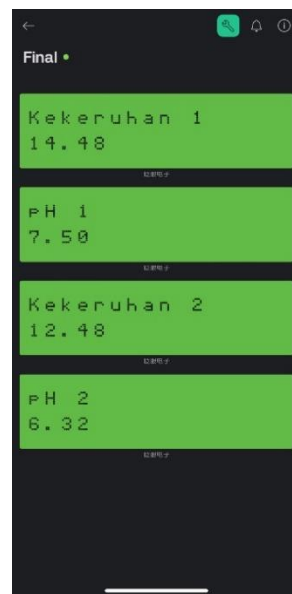 Final
Kekeruhan 1
14.48
pH 1
7.50
Kekeruhan 2
12.48
pH 2
6.32